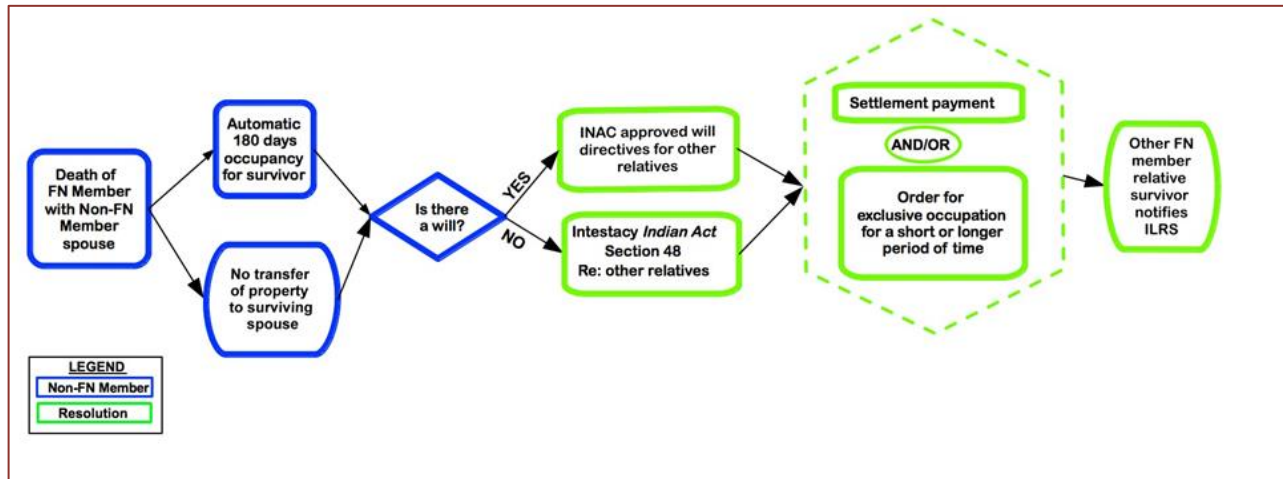 Death of
FN Member
with Non-FN
Member
spouse
Automatic
180 days
occupancy
for survivor
No transfer
of property
to surviving
spouse
Is there
a will?
YES
NO
INAC approved will
directives for other
relatives
Intestacy Indian Act
Section 48
Re: other relatives
Settlement payment
AND/OR
Order for
exclusive occupation
for a short or longer
period of time
Other FN
member
relative
survivor
notifies
ILRS
LEGEND
Non-FN Member
Resolution